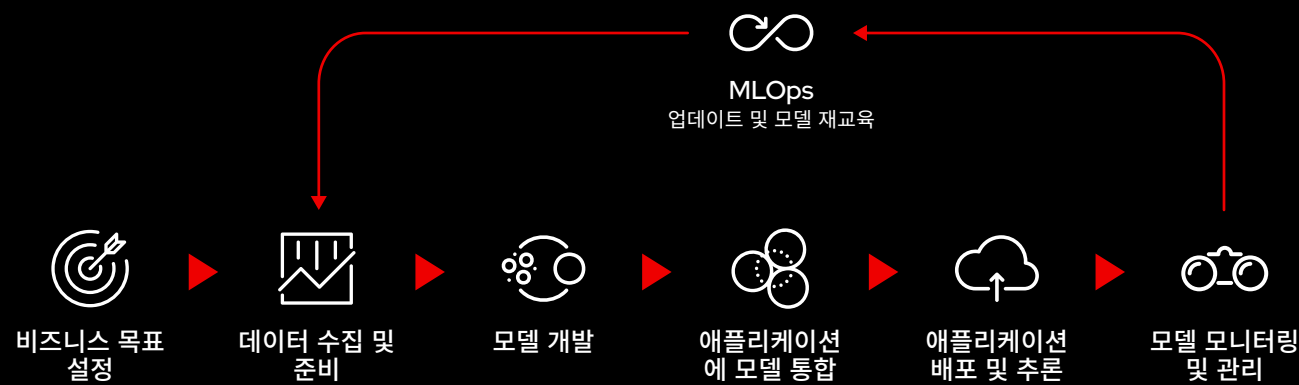 MLOps
업데이트 및 모델 재교육
비즈니스 목표
설정
데이터 수집 및
준비
모델 개발
애플리케이션
에 모델 통합
애플리케이션
배포 및 추론
모델 모니터링
및 관리